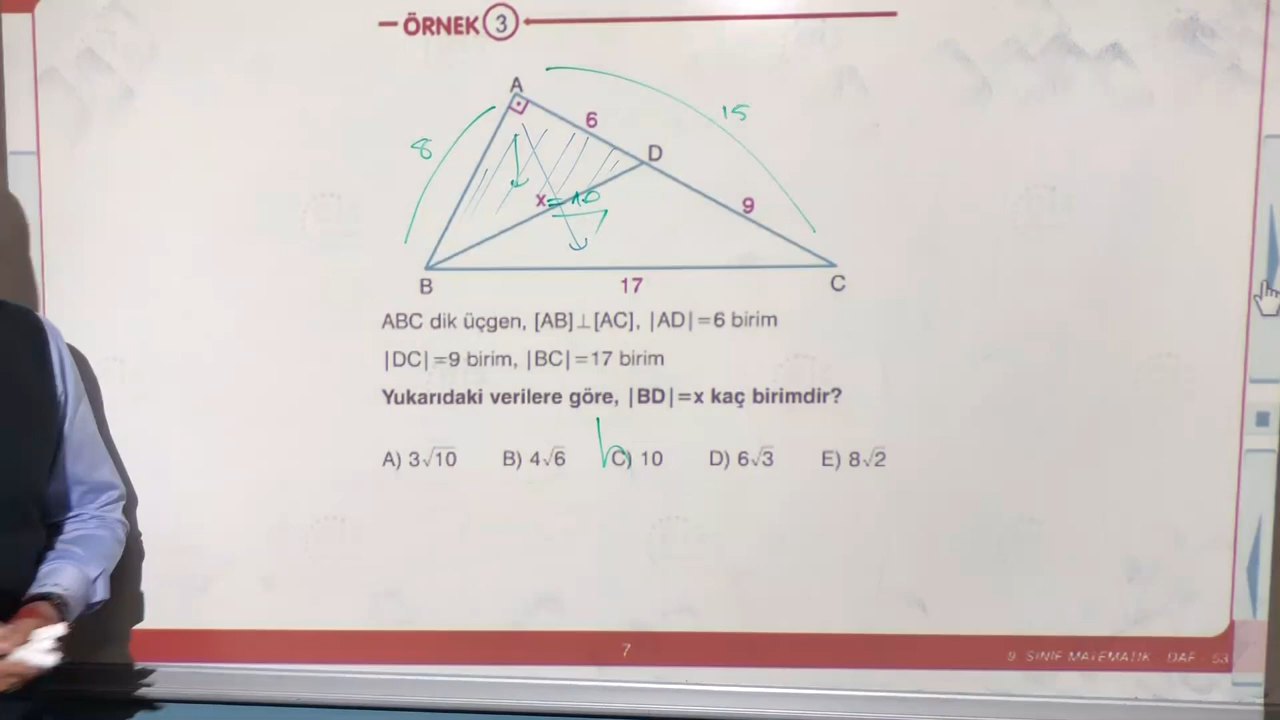 ÖRNEK 3
A
6
15
8
D
x = 10
9
B
17
C
ABC dik üçgen, [AB]⊥[AC], |AD|=6 birim
|DC|=9 birim, |BC|=17 birim
Yukarıdaki verilere göre, |BD|=x kaç birimdir?
A) 3√10 B) 4√6 C) 10 D) 6√3 E) 8√2
7
9. SINIF MATEMATİK DAF - 53